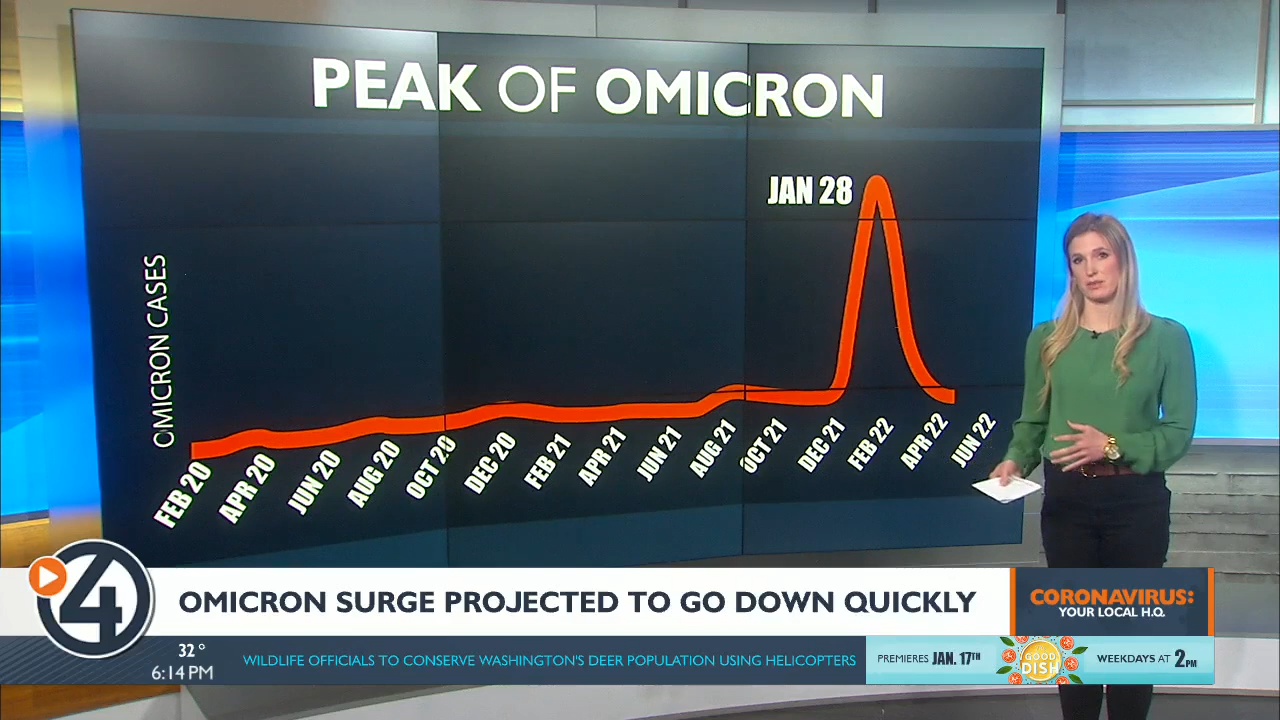 PEAK OF OMICRON
JAN 28
OMICRON CASES
FEB 20
APR 20
JUN 20
AUG 20
OCT 20
DEC 20
FEB 21
APR 21
JUN 21
AUG 21
OCT 21
DEC 21
FEB 22
APR 22
JUN 22
4
OMICRON SURGE PROJECTED TO GO DOWN QUICKLY
CORONAVIRUS:
YOUR LOCAL H.Q.
32°
6:14 PM
WILDLIFE OFFICIALS TO CONSERVE WASHINGTON'S DEER POPULATION USING HELICOPTERS
PREMIERES JAN. 17TH
GOOD
DISH
WEEKDAYS AT 2PM